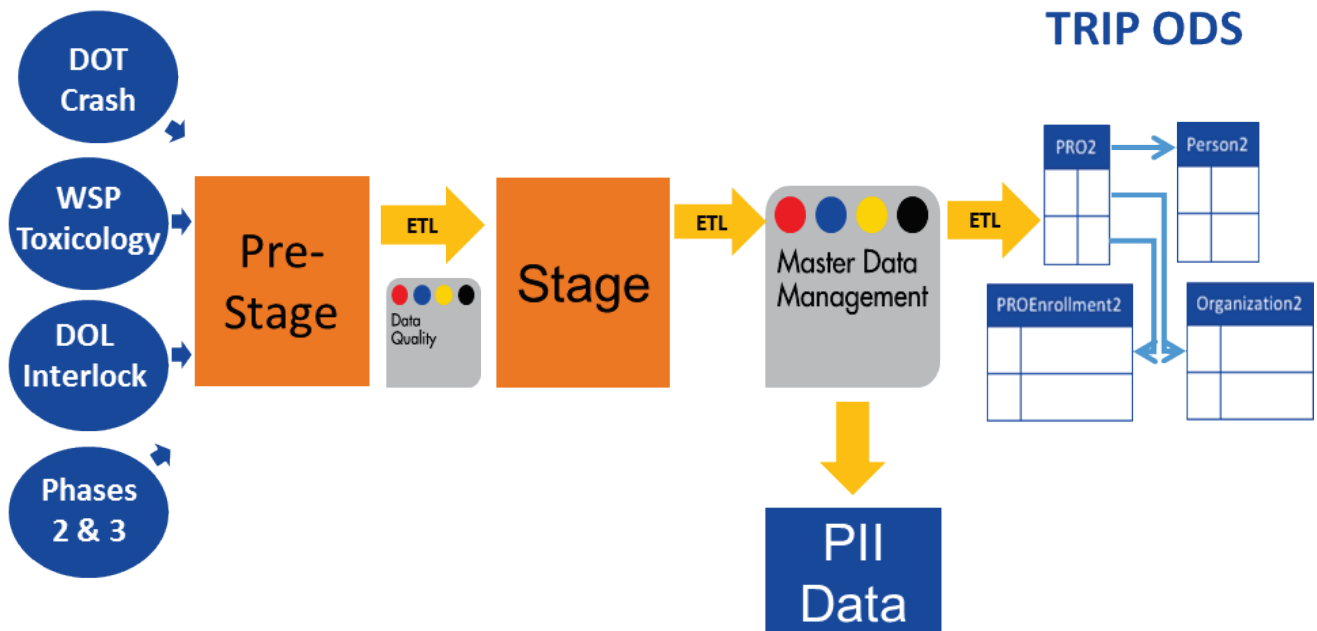 TRIP ODS
DOT
Crash
WSP
Toxicology
DOL
Interlock
Phases
2 & 3
Pre-
Stage
ETL
Data
Quality
Stage
ETL
Master Data
Management
ETL
PII
Data
PRO2
Person2
PROEnrollment2
Organization2